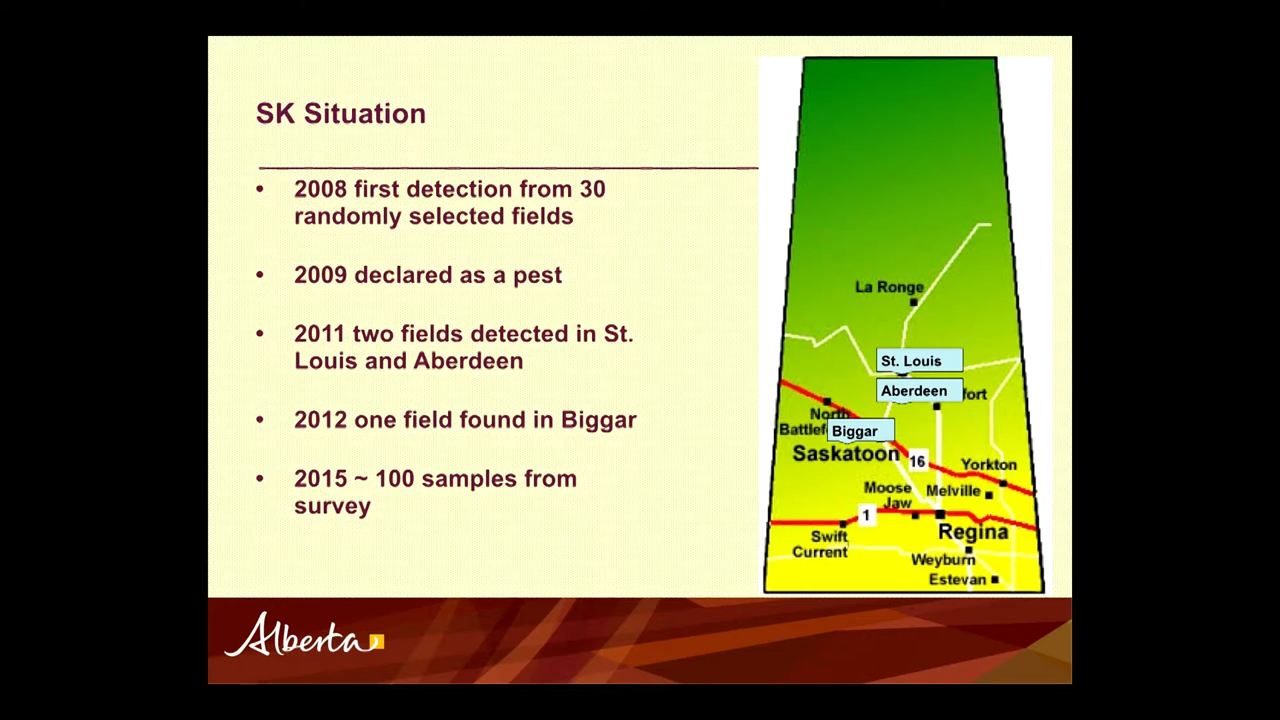 SK Situation
• 2008 first detection from 30
randomly selected fields
• 2009 declared as a pest
• 2011 two fields detected in St.
Louis and Aberdeen
• 2012 one field found in Biggar
• 2015 ~ 100 samples from
survey
La Ronge
St. Louis
Aberdeen
fort
North
Battlef
Biggar
Saskatoon
16
Yorkton
Moose
Jaw
Melville
1
Regina
Swift
Current
Weyburn
Estevan
Alberta